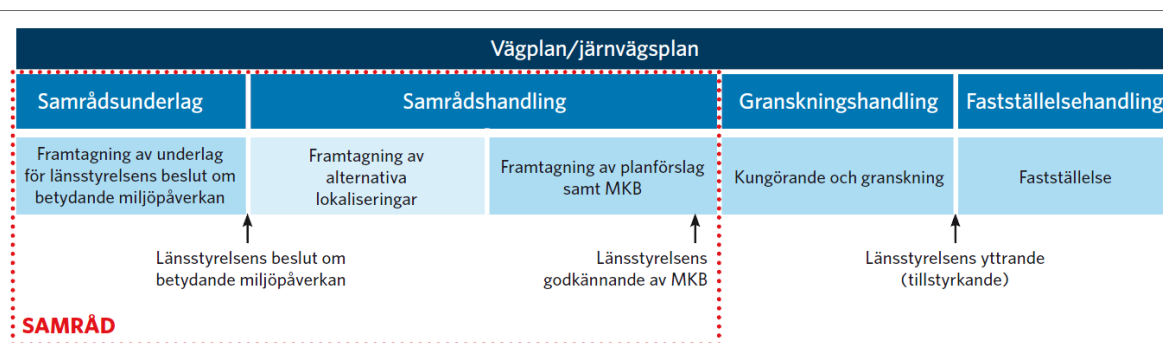 Vägplan/järnvägsplan
Samrådsunderlag
Samrådshandling
Granskningshandling
Fastställelsehandling
Framtagning av underlag
för länsstyrelsens beslut om
betydande miljöpåverkan
Framtagning av
alternativa
lokaliseringar
Framtagning av planförslag
samt MKB
Kungörande och granskning
Fastställelse
Länsstyrelsens beslut om
betydande miljöpåverkan
Länsstyrelsens
godkännande av MKB
Länsstyrelsens yttrande
(tillstyrkande)
SAMRÅD